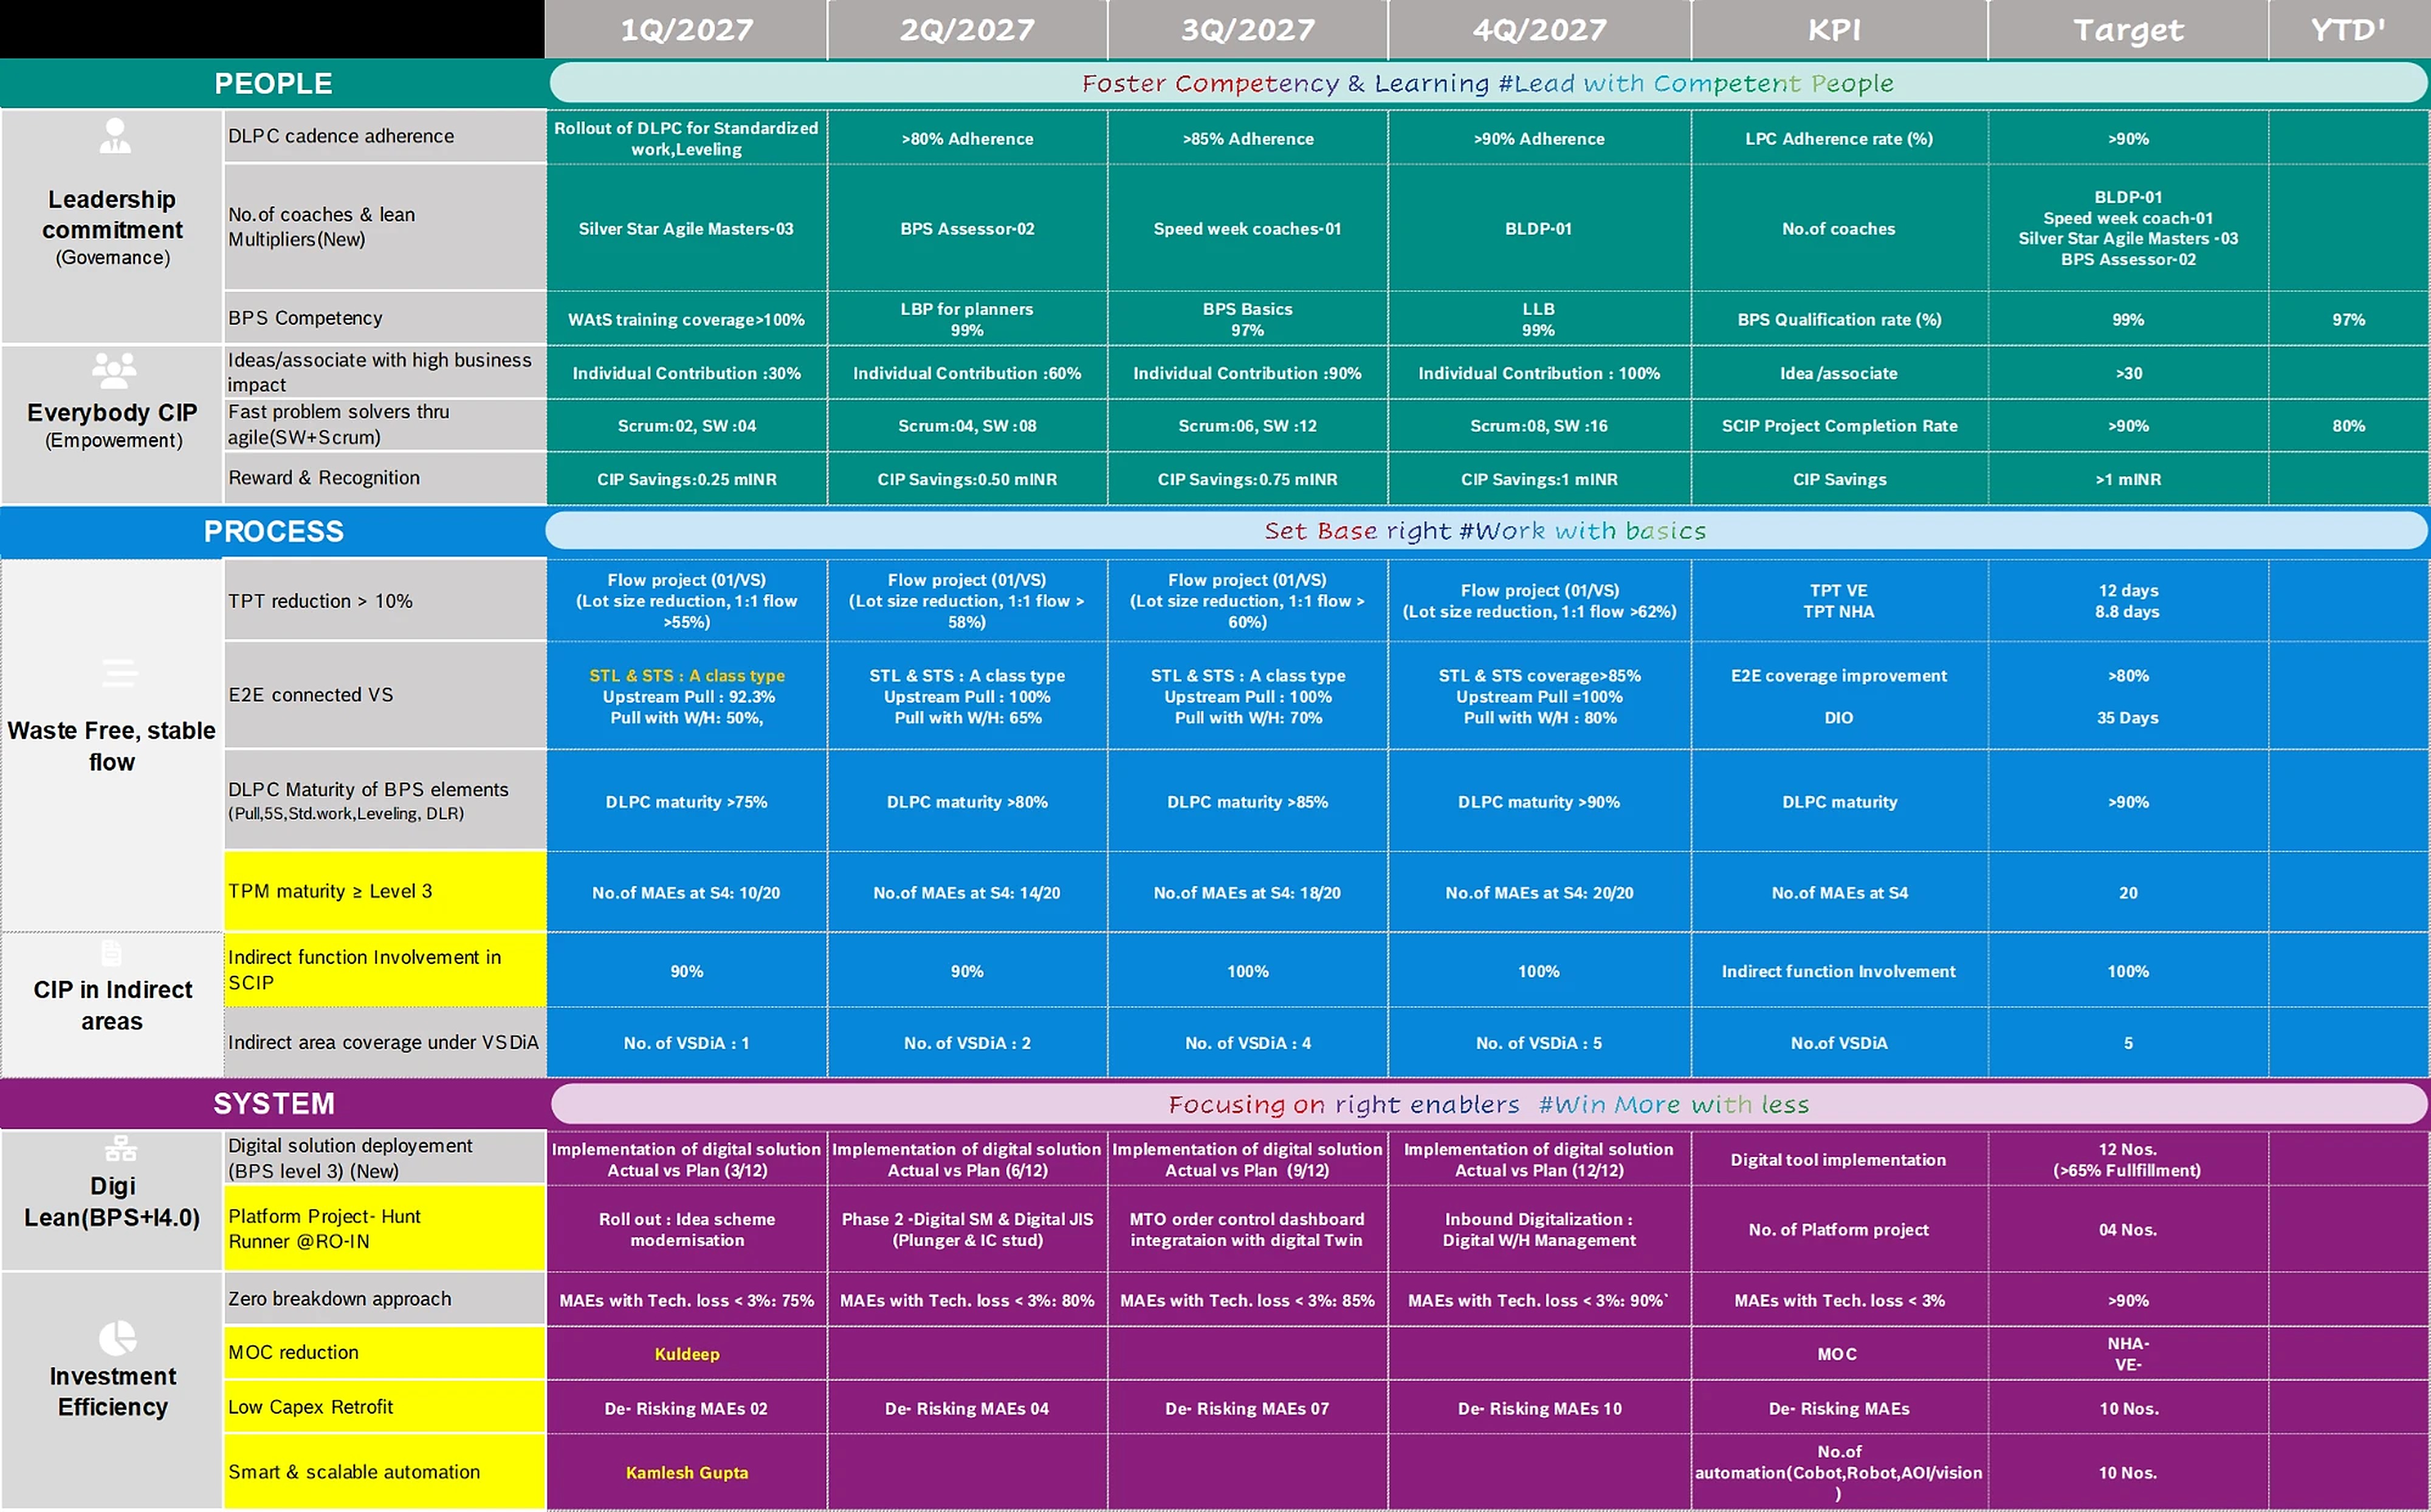 1Q/2027 2Q/2027 3Q/2027 4Q/2027 KPI Target YTD'
PEOPLE Foster Competency & Learning #Lead with Competent People
Leadership
commitment
(Governance)
DLPC cadence adherence
Rollout of DLPC for Standardized
work,Leveling
>80% Adherence
>85% Adherence
>90% Adherence
LPC Adherence rate (%)
>90%
No.of coaches & lean
Multipliers(New)
Silver Star Agile Masters-03
BPS Assessor-02
Speed week coaches-01
BLDP-01
No.of coaches
BLDP-01
Speed week coach-01
Silver Star Agile Masters -03
BPS Assessor-02
BPS Competency
WAtS training coverage>100%
LBP for planners
99%
BPS Basics
97%
LLB
99%
BPS Qualification rate (%)
99%
97%
Everybody CIP
(Empowerment)
Ideas/associate with high business
impact
Individual Contribution :30%
Individual Contribution :60%
Individual Contribution :90%
Individual Contribution : 100%
Idea /associate
>30
Fast problem solvers thru
agile(SW+Scrum)
Scrum:02, SW :04
Scrum:04, SW :08
Scrum:06, SW :12
Scrum:08, SW :16
SCIP Project Completion Rate
>90%
80%
Reward & Recognition
CIP Savings:0.25 mINR
CIP Savings:0.50 mINR
CIP Savings:0.75 mINR
CIP Savings:1 mINR
CIP Savings
>1 mINR
PROCESS Set Base right #Work with basics
Waste Free, stable
flow
TPT reduction > 10%
Flow project (01/VS)
(Lot size reduction, 1:1 flow
>55%)
Flow project (01/VS)
(Lot size reduction, 1:1 flow >
58%)
Flow project (01/VS)
(Lot size reduction, 1:1 flow >
60%)
Flow project (01/VS)
(Lot size reduction, 1:1 flow >62%)
TPT VE
TPT NHA
12 days
8.8 days
E2E connected VS
STL & STS : A class type
Upstream Pull : 92.3%
Pull with W/H: 50%,
STL & STS : A class type
Upstream Pull : 100%
Pull with W/H: 65%
STL & STS : A class type
Upstream Pull : 100%
Pull with W/H: 70%
STL & STS coverage>85%
Upstream Pull =100%
Pull with W/H : 80%
E2E coverage improvement
DIO
>80%
35 Days
DLPC Maturity of BPS elements
(Pull,5S,Std.work,Leveling, DLR)
DLPC maturity >75%
DLPC maturity >80%
DLPC maturity >85%
DLPC maturity >90%
DLPC maturity
>90%
TPM maturity ≥ Level 3
No.of MAEs at S4: 10/20
No.of MAEs at S4: 14/20
No.of MAEs at S4: 18/20
No.of MAEs at S4: 20/20
No.of MAEs at S4
20
CIP in Indirect
areas
Indirect function Involvement in
SCIP
90%
90%
100%
100%
Indirect function Involvement
100%
Indirect area coverage under VSDiA
No. of VSDiA : 1
No. of VSDiA : 2
No. of VSDiA : 4
No. of VSDiA : 5
No.of VSDiA
5
SYSTEM Focusing on right enablers #Win More with less
Digi
Lean(BPS+I4.0)
Digital solution deployement
(BPS level 3) (New)
Implementation of digital solution
Actual vs Plan (3/12)
Implementation of digital solution
Actual vs Plan (6/12)
Implementation of digital solution
Actual vs Plan (9/12)
Implementation of digital solution
Actual vs Plan (12/12)
Digital tool implementation
12 Nos.
(>65% Fullfillment)
Platform Project- Hunt
Runner @RO-IN
Roll out : Idea scheme
modernisation
Phase 2 -Digital SM & Digital JIS
(Plunger & IC stud)
MTO order control dashboard
integrataion with digital Twin
Inbound Digitalization :
Digital W/H Management
No. of Platform project
04 Nos.
Investment
Efficiency
Zero breakdown approach
MAEs with Tech. loss < 3%: 75%
MAEs with Tech. loss < 3%: 80%
MAEs with Tech. loss < 3%: 85%
MAEs with Tech. loss < 3%: 90%`
MAEs with Tech. loss < 3%
>90%
MOC reduction
Kuldeep
MOC
NHA-
VE-
Low Capex Retrofit
De- Risking MAEs 02
De- Risking MAEs 04
De- Risking MAEs 07
De- Risking MAEs 10
De- Risking MAEs
10 Nos.
Smart & scalable automation
Kamlesh Gupta
No.of
automation(Cobot,Robot,AOI/vision
)
10 Nos.